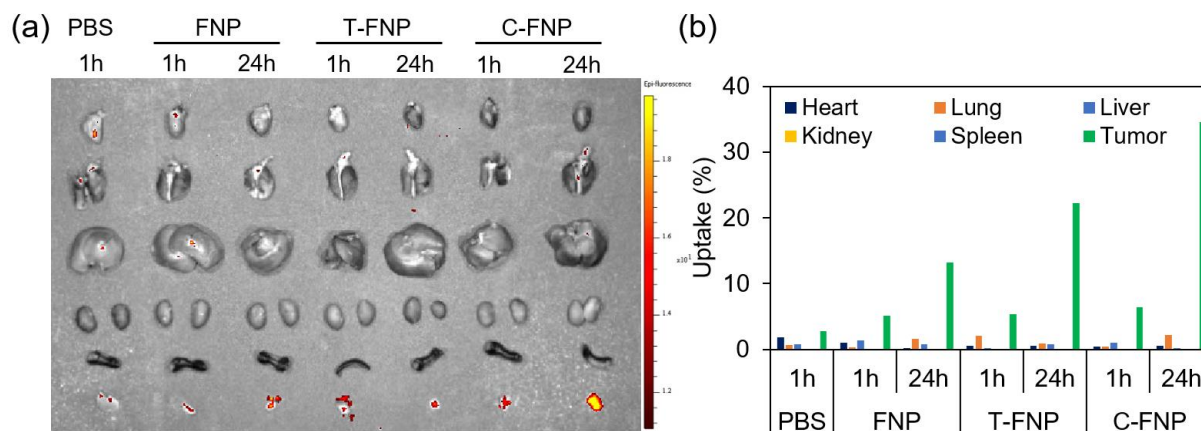 (a)
PBS FNP T-FNP C-FNP
1h 1h 24h 1h 24h 1h 24h
Epi-fluorescence
1.8
1.6
x10¹
1.4
1.2
(b)
Uptake (%)
40
30
20
10
0
Heart Lung Liver
Kidney Spleen Tumor
1h 1h 24h 1h 24h 1h 24h
PBS FNP T-FNP C-FNP